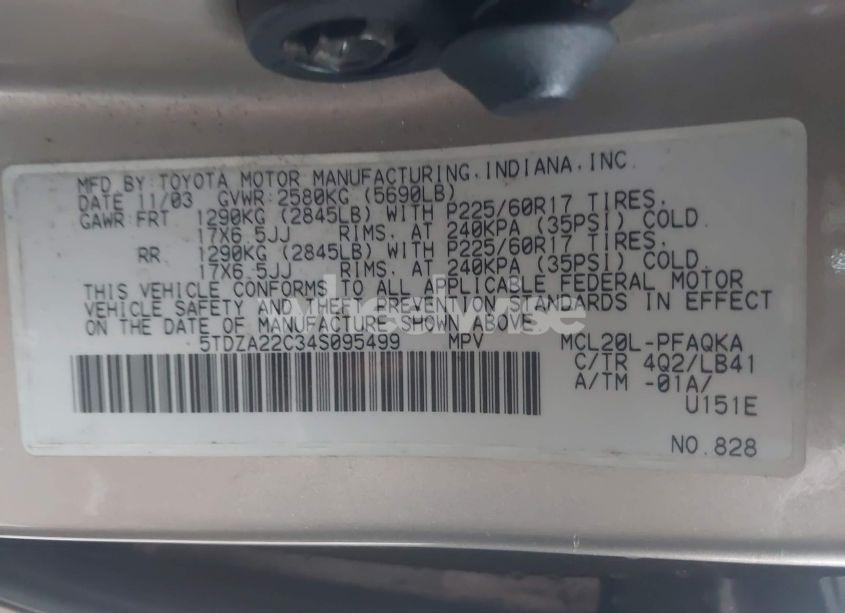 MFD BY:TOYOTA MOTOR MANUFACTURING,INDIANA,INC.
DATE 11/03 GVWR:2580KG (5690LB)
GAWR:FRT 1290KG (2845LB) WITH P225/60R17 TIRES,
17X6.5JJ RIMS, AT 240KPA (35PSI) COLD.
RR 1290KG (2845LB) WITH P225/60R17 TIRES,
17X6.5JJ RIMS, AT 240KPA (35PSI) COLD.
THIS VEHICLE CONFORMS TO ALL APPLICABLE FEDERAL MOTOR
VEHICLE SAFETY AND THEFT PREVENTION STANDARDS IN EFFECT
ON THE DATE OF MANUFACTURE SHOWN ABOVE.
5TDZA22C34S095499 MPV MCL20L-PFAQKA
C/TR 4Q2/LB41
A/TM -01A/
U151E
NO.828